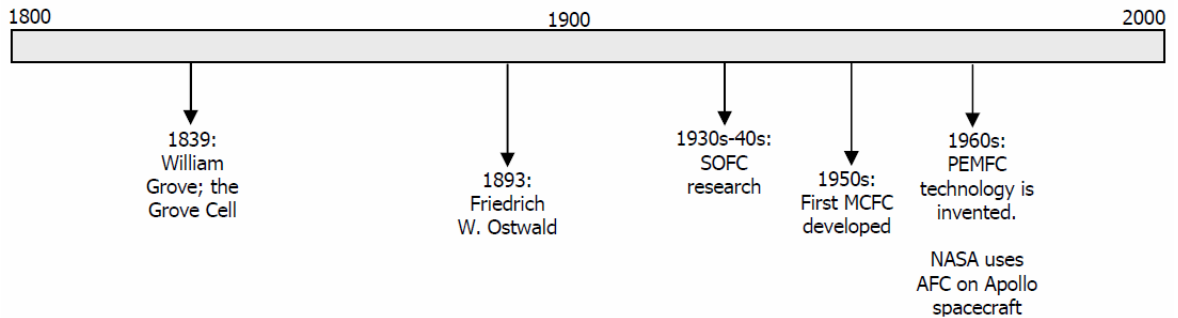 1800
1900
2000
1839:
William
Grove; the
Grove Cell
1893:
Friedrich
W. Ostwald
1930s-40s:
SOFC
research
1950s:
First MCFC
developed
1960s:
PEMFC
technology is
invented.
NASA uses
AFC on Apollo
spacecraft